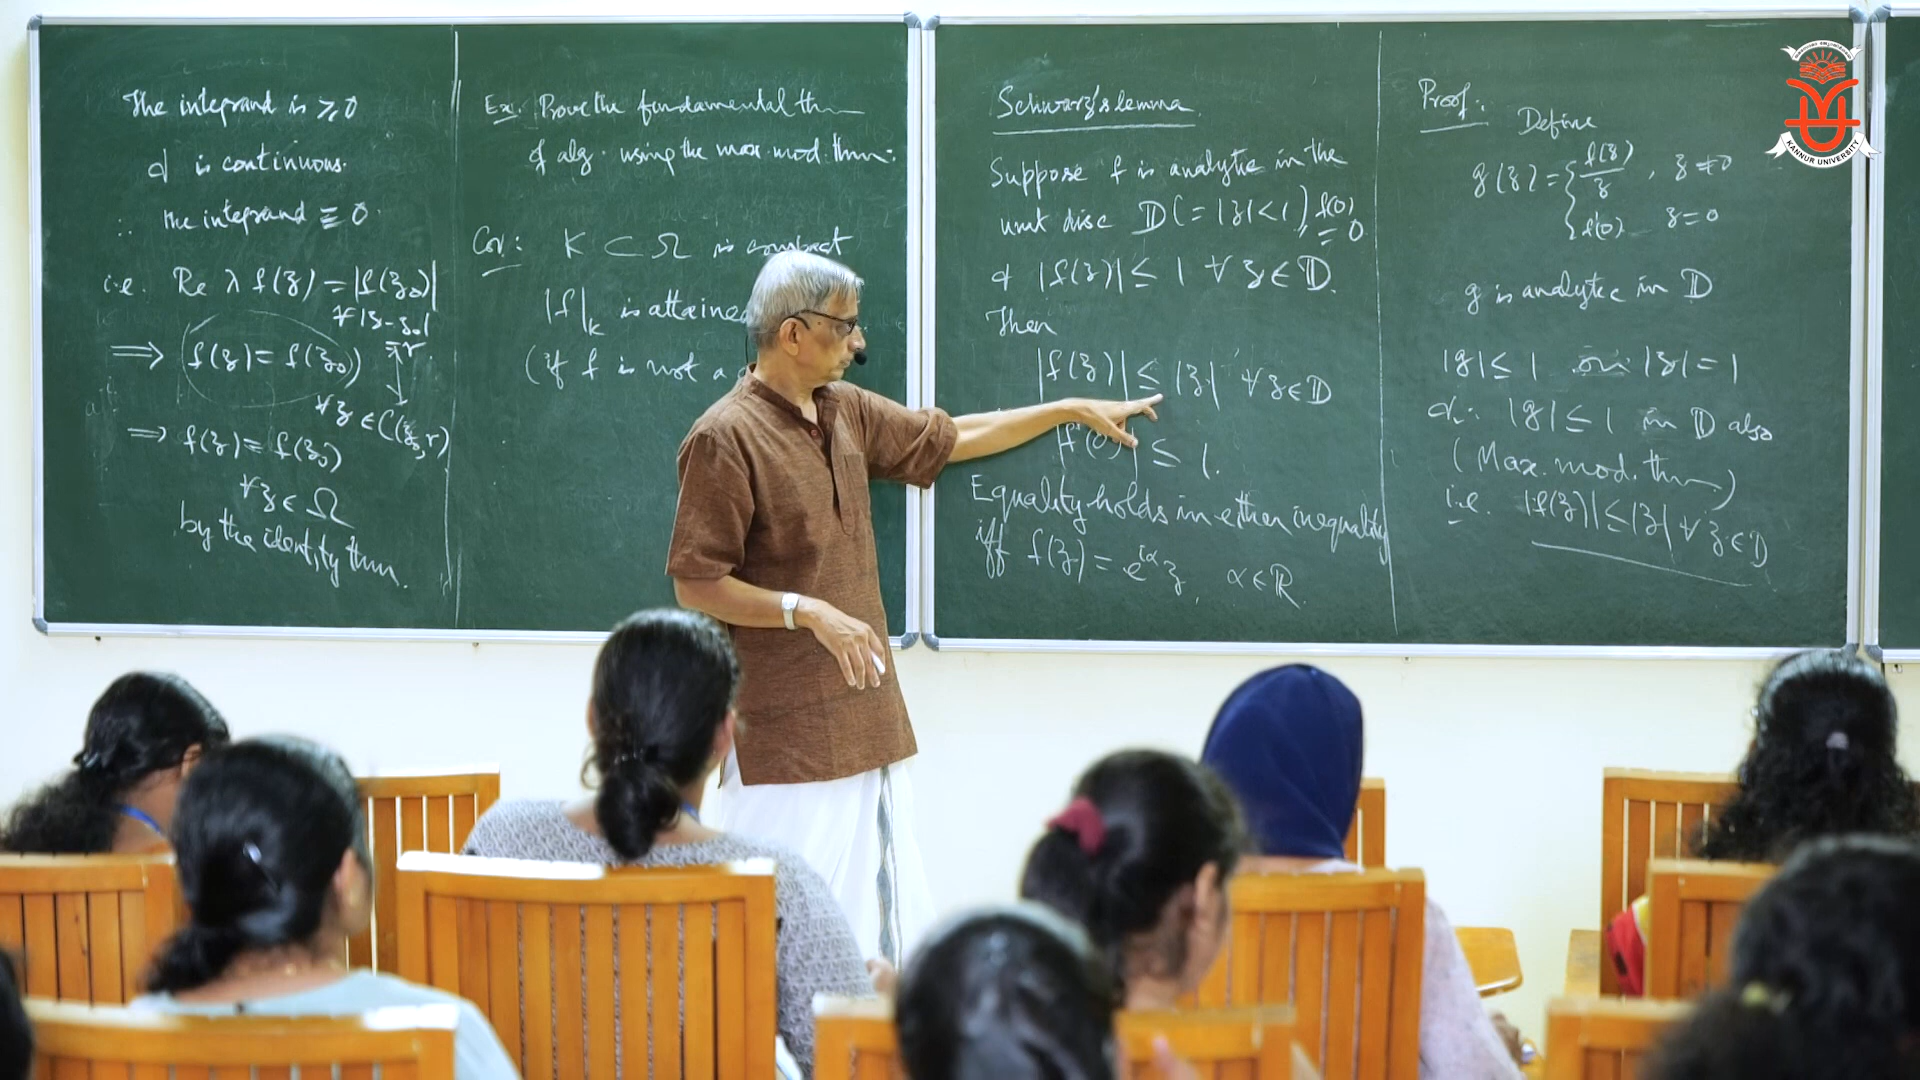 The integrand is ≥ 0
& is continuous.
∴ the integrand ≡ 0.
i.e. Re λ f(z) = |f(z₀)|
∀ |z - z₀|
= r
⟹ f(z) = f(z₀)
∀ z ∈ C(z₀, r)
⟹ f(z) = f(z₀)
∀ z ∈ Ω
by the identity thm.
Ex: Prove the fundamental thm
of alg. using the max. mod. thm.
Cor: K ⊂ Ω is compact
|f|_K is attained
(if f is not a
Schwarz's lemma
Suppose f is analytic in the
unit disc 𝔻 (= |z| < 1), f(0) = 0
& |f(z)| ≤ 1 ∀ z ∈ 𝔻.
Then
|f(z)| ≤ |z| ∀ z ∈ 𝔻
|f'(0)| ≤ 1.
Equality holds in either inequality
iff f(z) = e^{iα} z, α ∈ ℝ.
Proof: Define
g(z) = { f(z)/z, z ≠ 0
f'(0) z = 0
g is analytic in 𝔻
|g| ≤ 1 on |z| = 1
& ∴ |g| ≤ 1 in 𝔻 also
(Max. mod. thm.)
i.e. |f(z)| ≤ |z| ∀ z ∈ 𝔻
KANNUR UNIVERSITY